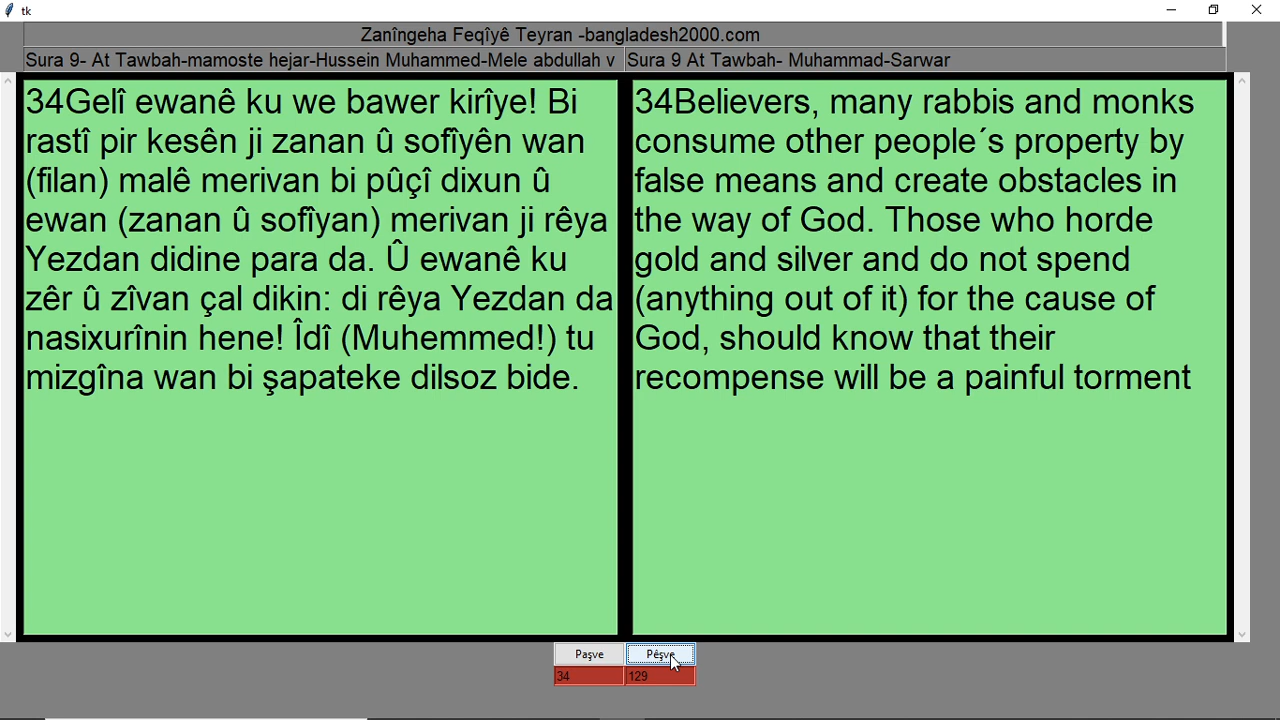 tk
Zanîngeha Feqîyê Teyran -bangladesh2000.com
Sura 9- At Tawbah-mamoste hejar-Hussein Muhammed-Mele abdullah v
Sura 9 At Tawbah- Muhammad-Sarwar
34Gelî ewanê ku we bawer kirîye! Bi
rastî pir kesên ji zanan û sofîyên wan
(filan) malê merivan bi pûçî dixun û
ewan (zanan û sofîyan) merivan ji rêya
Yezdan didine para da. Û ewanê ku
zêr û zîvan çal dikin: di rêya Yezdan da
nasixurînin hene! Îdî (Muhemmed!) tu
mizgîna wan bi şapateke dilsoz bide.
34Believers, many rabbis and monks
consume other people´s property by
false means and create obstacles in
the way of God. Those who horde
gold and silver and do not spend
(anything out of it) for the cause of
God, should know that their
recompense will be a painful torment
Paşve
Pêşve
34
129